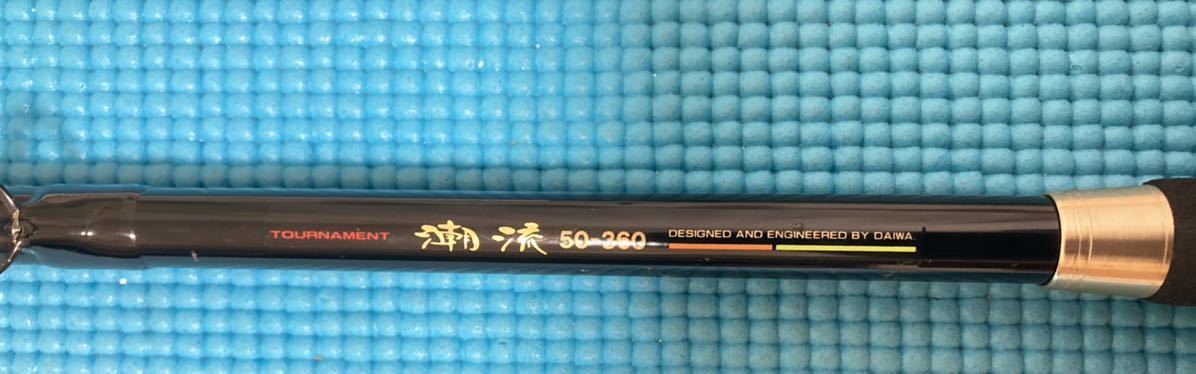 TOURNAMENT 潮流 50-360 DESIGNED AND ENGINEERED BY DAIWA